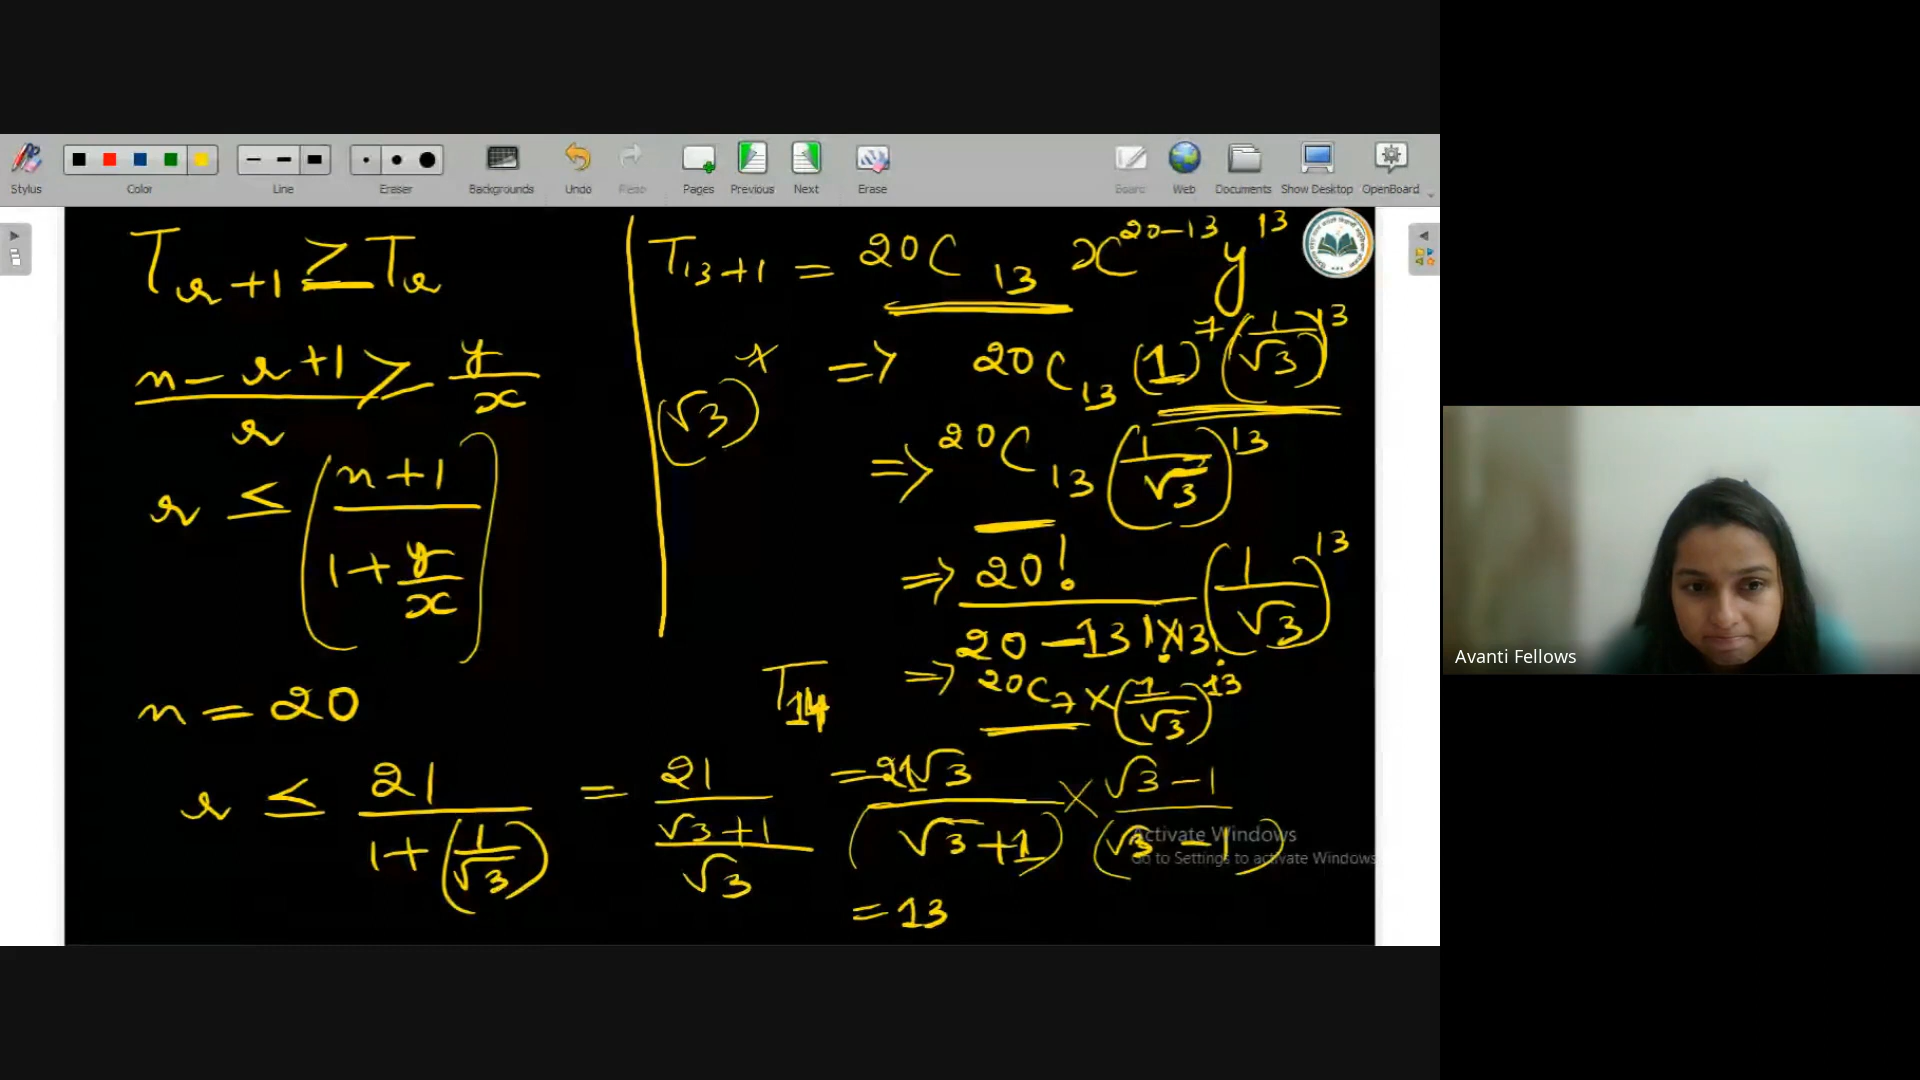 Stylus Color Line Eraser Backgrounds Undo Redo Pages Previous Next Erase Board Web Documents Show Desktop OpenBoard
T_{r+1} ≥ T_r
(n-r+1)/r ≥ y/x
r ≤ ((n+1)/(1+y/x))
n = 20
r ≤ 21/(1+(1/√3)) = 21/((√3+1)/√3) = 21√3/(√3+1) × (√3-1)/(√3-1)
= 13
T_{13+1} = 20C_{13} x^{20-13} y^{13}
(√3)^x => 20C_{13} (1)^7 (1/√3)^{13}
=> 20C_{13} (1/√3)^{13}
=> 20!/(20-13!×13!) (1/√3)^{13}
T_{14} => 20C_7 × (1/√3)^{13}
Activate Windows
Go to Settings to activate Windows
Avanti Fellows